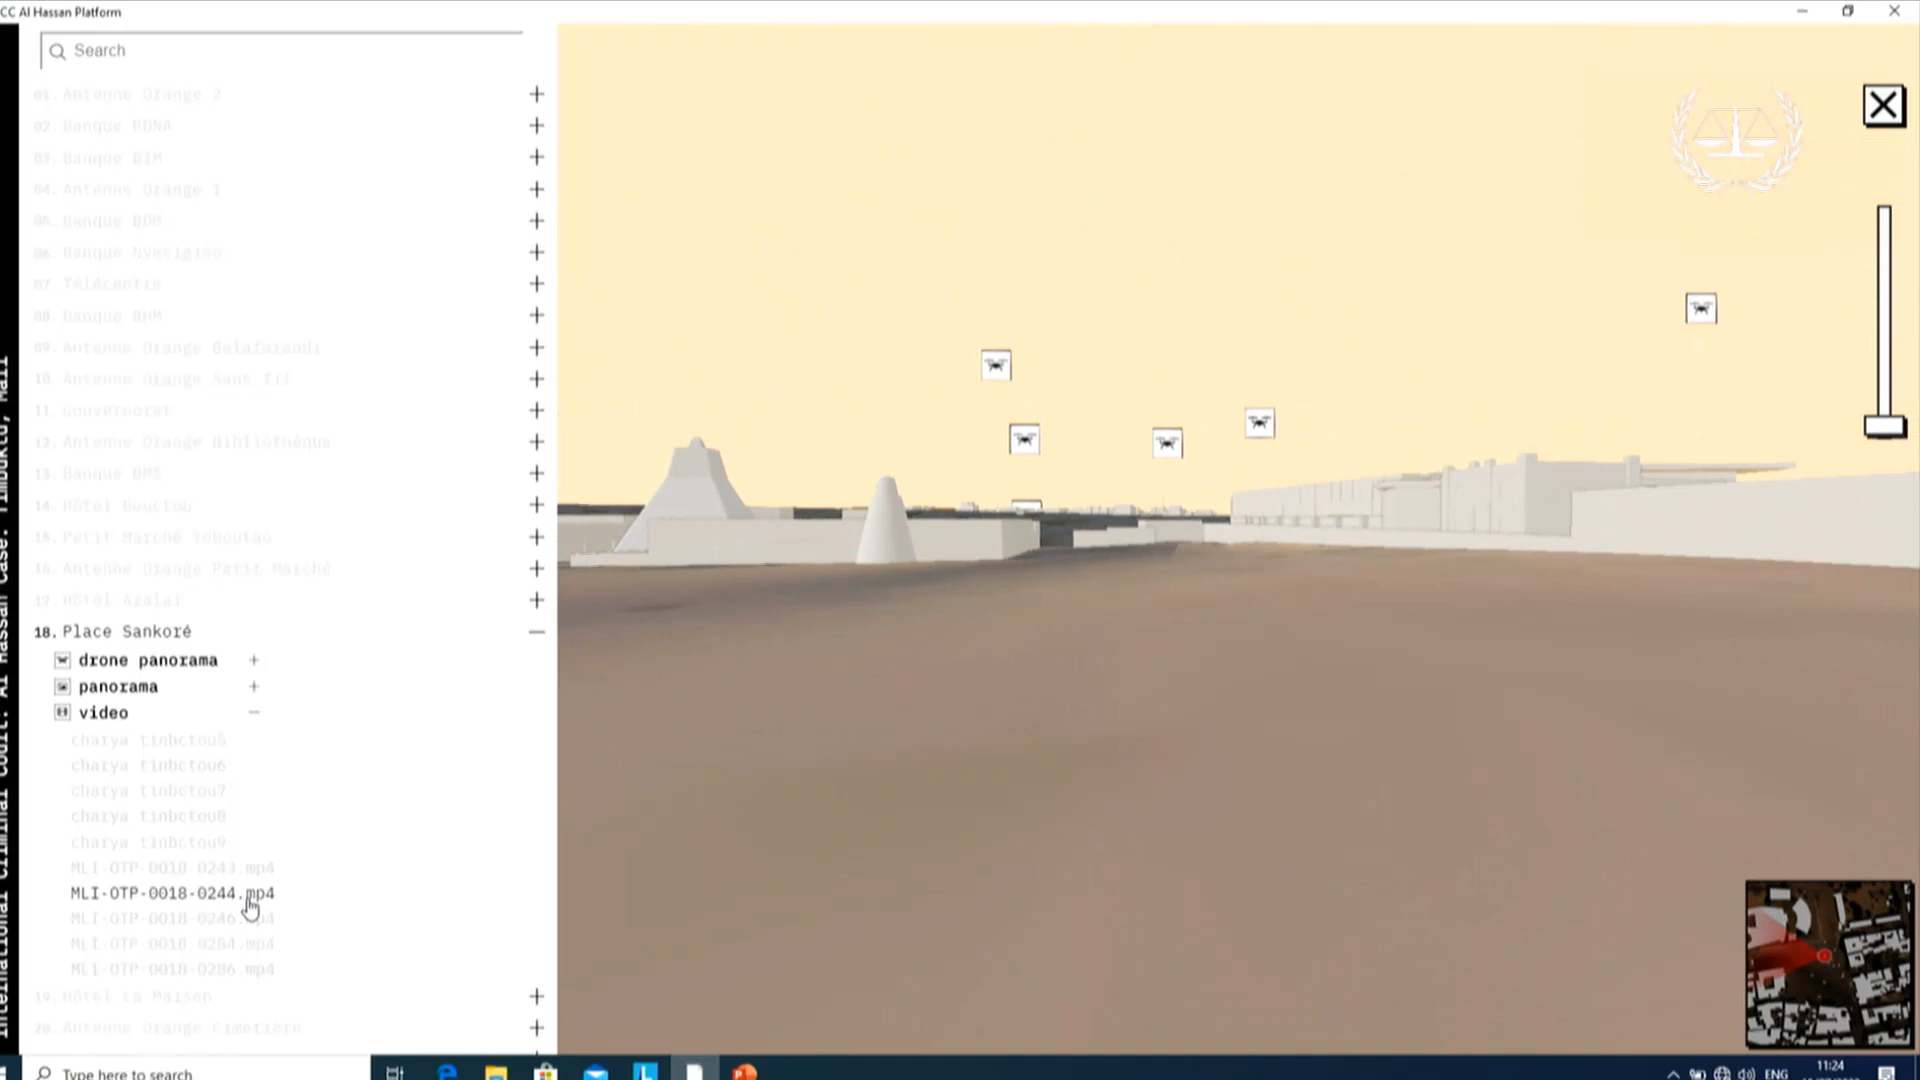 CC Al Hassan Platform
Search
01. Antenne Orange 2
02. Banque BDNA
03. Banque BIM
04. Antenne Orange 1
05. Banque BDM
06. Banque Nyesigiso
07. Télécentre
08. Banque BHM
09. Antenne Orange Belafarandi
10. Antenne Orange Sans fil
11. Gouvernorat
12. Antenne Orange Bibliothèque
13. Banque BMS
14. Hôtel Bouctou
15. Petit Marché Yoboutao
16. Antenne Orange Petit Marché
17. Hôtel Azalai
18. Place Sankoré
drone panorama
panorama
video
charya tinbctou5
charya tinbctou6
charya tinbctou7
charya tinbctou8
charya tinbctou9
MLI-OTP-0018-0243.mp4
MLI-OTP-0018-0244.mp4
MLI-OTP-0018-0246.mp4
MLI-OTP-0018-0284.mp4
MLI-OTP-0018-0286.mp4
19. Hôtel La Maison
20. Antenne Orange Cimetière
International Criminal Court. Al Hassan Case. Timbuktu, Mali
Type here to search
ENG
11:24